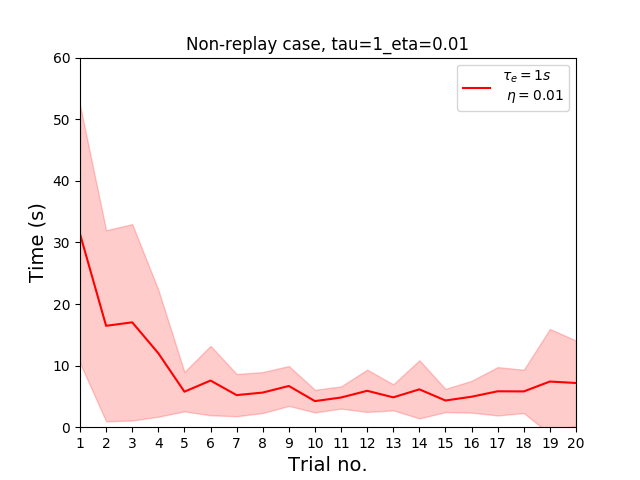 Non-replay case, tau=1_eta=0.01
τₑ = 1s
η = 0.01
60
50
40
30
20
10
0
Time (s)
1 2 3 4 5 6 7 8 9 10 11 12 13 14 15 16 17 18 19 20
Trial no.